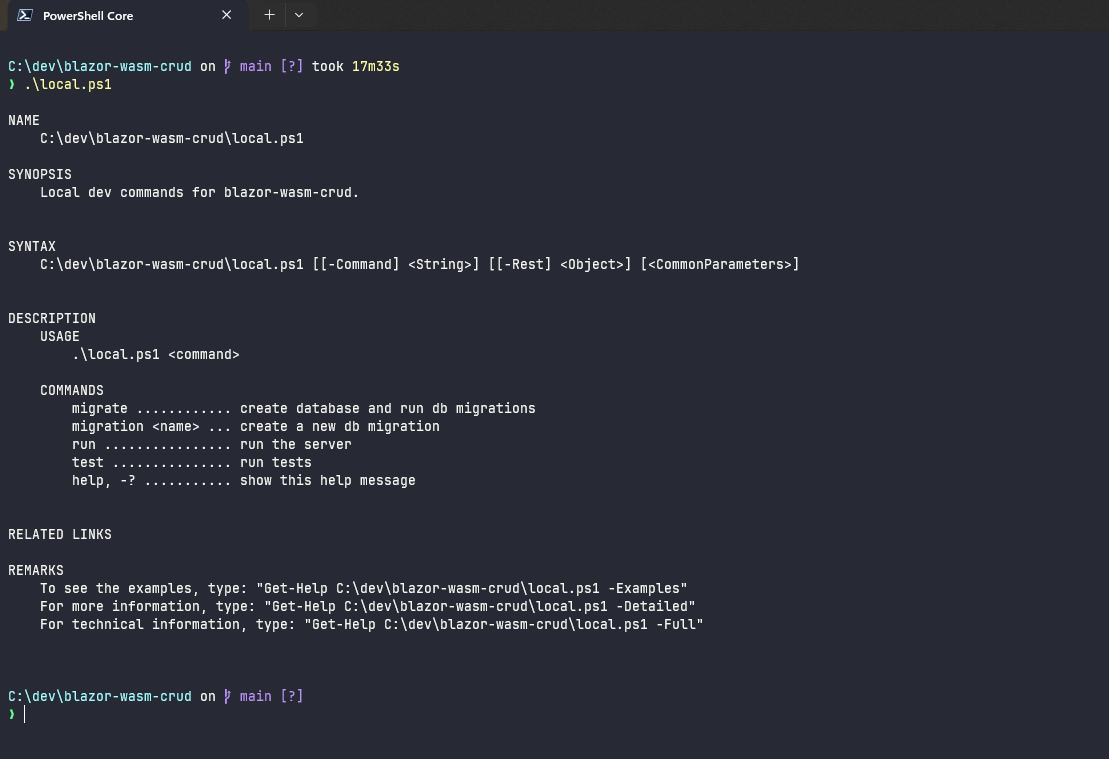 PowerShell Core
C:\dev\blazor-wasm-crud on main [?] took 17m33s
❯ .\local.ps1
NAME
    C:\dev\blazor-wasm-crud\local.ps1
SYNOPSIS
    Local dev commands for blazor-wasm-crud.
SYNTAX
    C:\dev\blazor-wasm-crud\local.ps1 [[-Command] <String>] [[-Rest] <Object>] [<CommonParameters>]
DESCRIPTION
    USAGE
        .\local.ps1 <command>
    COMMANDS
        migrate ............ create database and run db migrations
        migration <name> ... create a new db migration
        run ................ run the server
        test ............... run tests
        help, -? ........... show this help message
RELATED LINKS
REMARKS
    To see the examples, type: "Get-Help C:\dev\blazor-wasm-crud\local.ps1 -Examples"
    For more information, type: "Get-Help C:\dev\blazor-wasm-crud\local.ps1 -Detailed"
    For technical information, type: "Get-Help C:\dev\blazor-wasm-crud\local.ps1 -Full"
C:\dev\blazor-wasm-crud on main [?]
❯